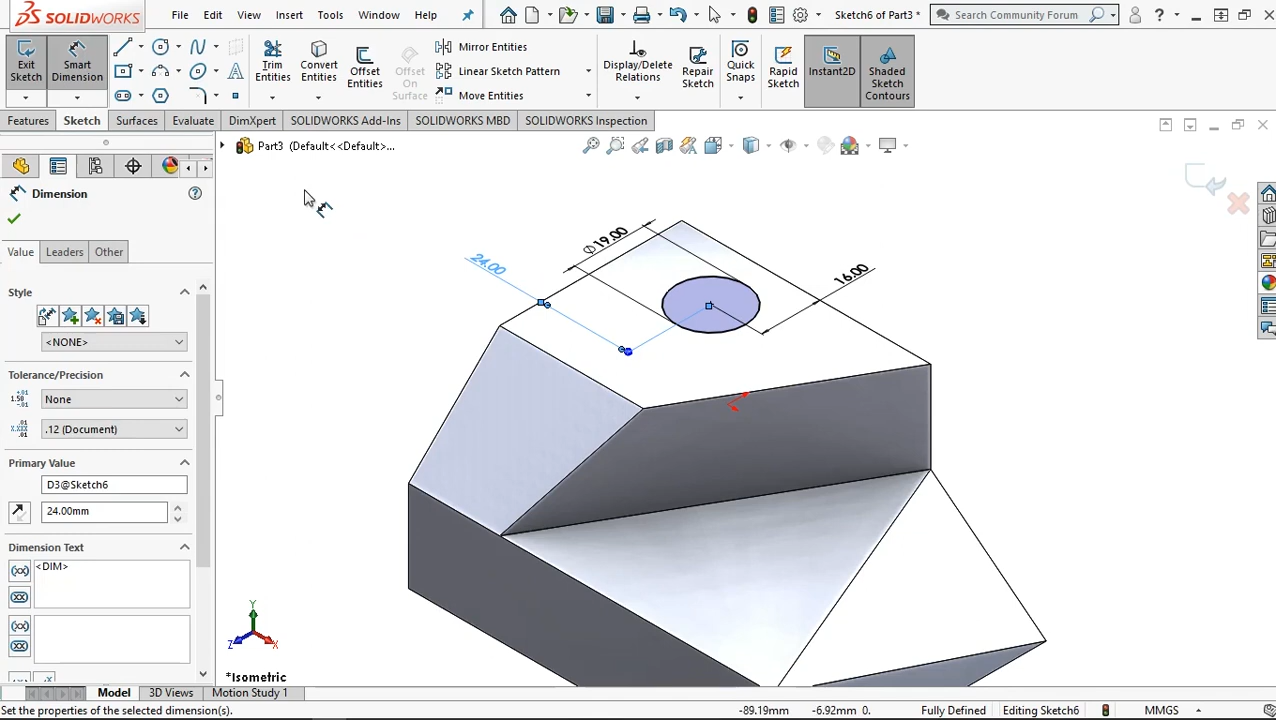 SOLIDWORKS
File
Edit
View
Insert
Tools
Window
Help
Sketch6 of Part3 *
Search Community Forum
Exit Sketch
Smart Dimension
Trim Entities
Convert Entities
Offset Entities
Offset On Surface
Mirror Entities
Linear Sketch Pattern
Move Entities
Display/Delete Relations
Repair Sketch
Quick Snaps
Rapid Sketch
Instant2D
Shaded Sketch Contours
Features
Sketch
Surfaces
Evaluate
DimXpert
SOLIDWORKS Add-Ins
SOLIDWORKS MBD
SOLIDWORKS Inspection
Part3 (Default<<Default>...
Dimension
Value
Leaders
Other
Style
<NONE>
Tolerance/Precision
None
.12 (Document)
Primary Value
D3@Sketch6
24.00mm
Dimension Text
<DIM>
Ø19.00
24.00
16.00
Y
Z
X
*Isometric
Model
3D Views
Motion Study 1
Set the properties of the selected dimension(s).
-89.19mm
-6.92mm
0.
Fully Defined
Editing Sketch6
MMGS